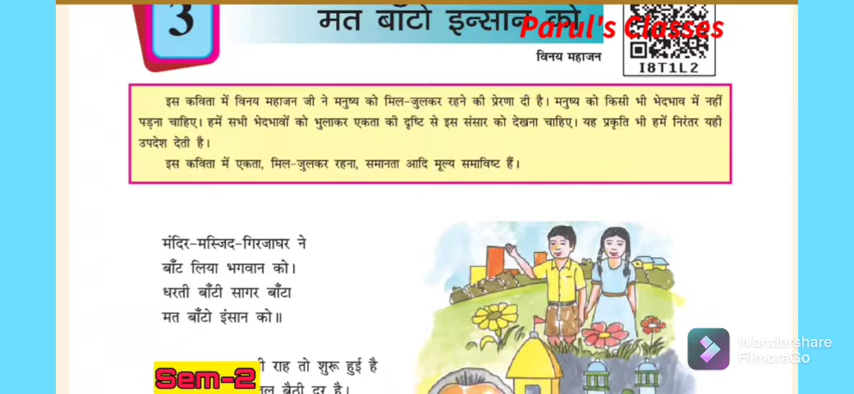 3
मत बाँटो इन्सान को
Parul's Classes
विनय महाजन
I8T1L2
इस कविता में विनय महाजन जी ने मनुष्य को मिल-जुलकर रहने की प्रेरणा दी है। मनुष्य को किसी भी भेदभाव में नहीं
पड़ना चाहिए। हमें सभी भेदभावों को भुलाकर एकता की दृष्टि से इस संसार को देखना चाहिए। यह प्रकृति भी हमें निरंतर यही
उपदेश देती है।
इस कविता में एकता, मिल-जुलकर रहना, समानता आदि मूल्य समाविष्ट हैं।
मंदिर-मस्जिद-गिरजाघर ने
बाँट लिया भगवान को।
धरती बाँटी सागर बाँटा
मत बाँटो इंसान को॥
राह तो शुरू हुई है
Sem-2
बैठी दूर है।
Wondershare
FilmoraGo